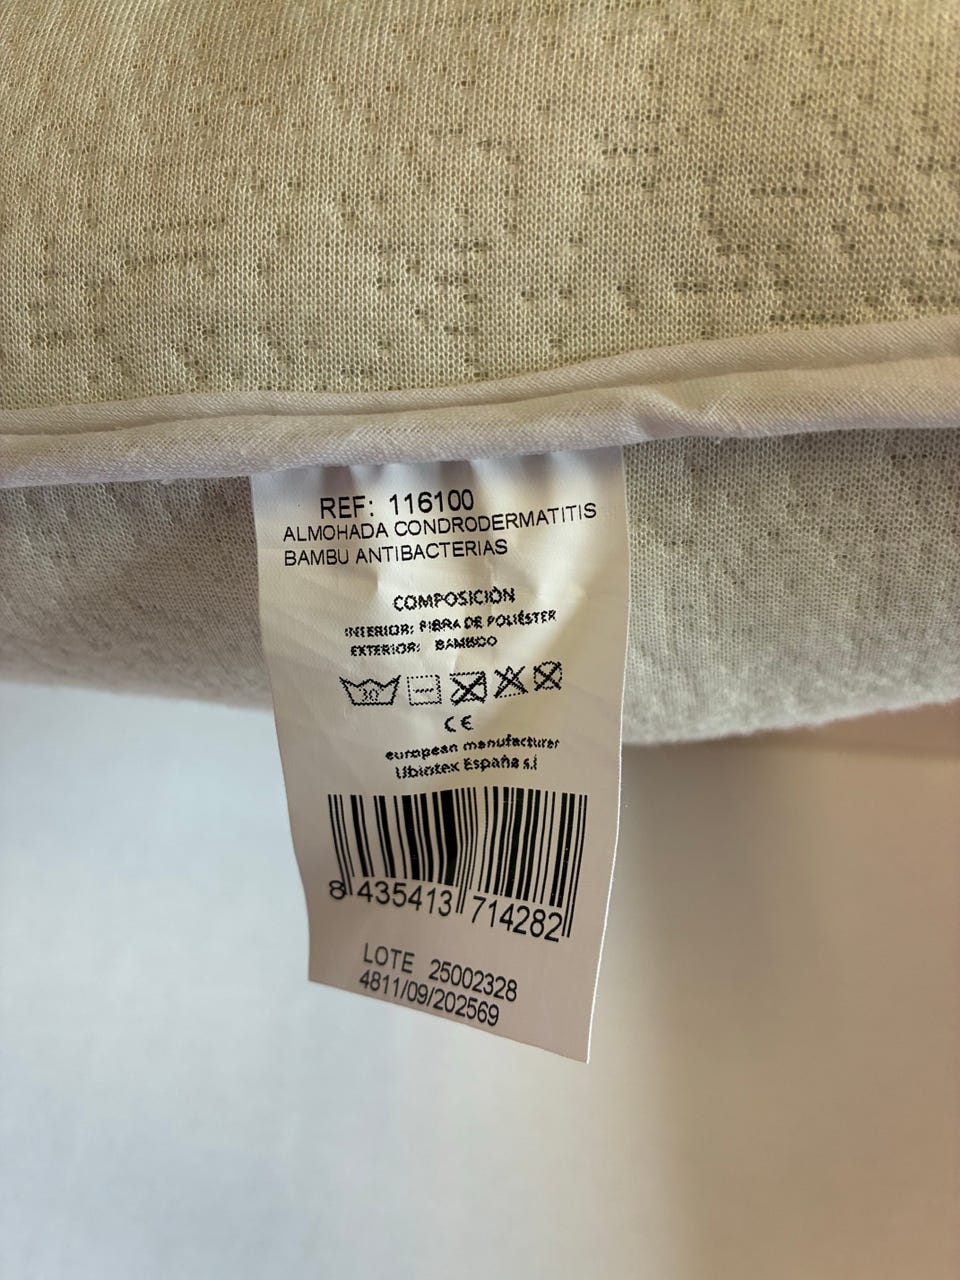 REF: 116100
ALMOHADA CONDRODERMATITIS
BAMBU ANTIBACTERIAS
COMPOSICIÓN
INTERIOR: FIBRA DE POLIÉSTER
EXTERIOR: BAMBOO
30
CE
european manufacturer
Ubiotex España s.l
8 435413 714282
LOTE 25002328
4811/09/202569